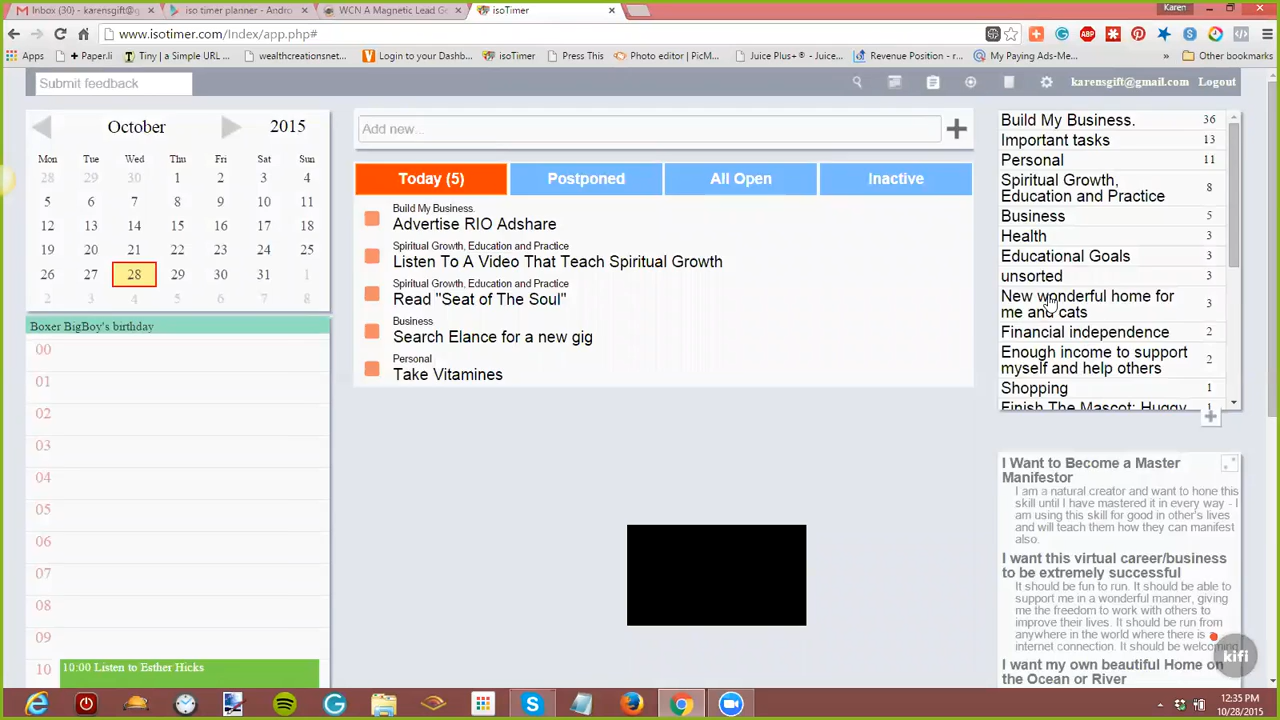 Inbox (30) - karensgift@g
iso timer planner - Andro
WCN A Magnetic Lead G
isoTimer
Karen
www.isotimer.com/Index/app.php#
Apps
+ Paper.li
Tiny | a Simple URL ...
wealthcreationsnet...
Login to your Dashb...
isoTimer
Press This
Photo editor | PicM...
Juice Plus+® | Juice...
Revenue Position - r...
My Paying Ads-Me...
»
Other bookmarks
Submit feedback
karensgift@gmail.com
Logout
October
2015
Mon Tue Wed Thu Fri Sat Sun
28 29 30 1 2 3 4
5 6 7 8 9 10 11
12 13 14 15 16 17 18
19 20 21 22 23 24 25
26 27 28 29 30 31 1
2 3 4 5 6 7 8
Boxer BigBoy's birthday
00
01
02
03
04
05
06
07
08
09
10
10:00 Listen to Esther Hicks
Add new...
Today (5)
Postponed
All Open
Inactive
Build My Business.
Advertise RIO Adshare
Spiritual Growth, Education and Practice
Listen To A Video That Teach Spiritual Growth
Spiritual Growth, Education and Practice
Read "Seat of The Soul"
Business
Search Elance for a new gig
Personal
Take Vitamines
Build My Business. 36
Important tasks 13
Personal 11
Spiritual Growth,
Education and Practice 8
Business 5
Health 3
Educational Goals 3
unsorted 3
New wonderful home for
me and cats 3
Financial independence 2
Enough income to support
myself and help others 2
Shopping 1
Finish The Mascot: Huggy 1
I Want to Become a Master
Manifestor
I am a natural creator and want to hone this
skill until I have mastered it in every way - I
am using this skill for good in other's lives
and will teach them how they can manifest
also.
I want this virtual career/business
to be extremely successful
It should be fun to run. It should be able to
support me in a wonderful manner, giving
me the freedom to work with others to
improve their lives. It should be run from
anywhere in the world where there is a
internet connection. It should be welcoming
I want my own beautiful Home on
the Ocean or River
kifi
12:35 PM
10/28/2015